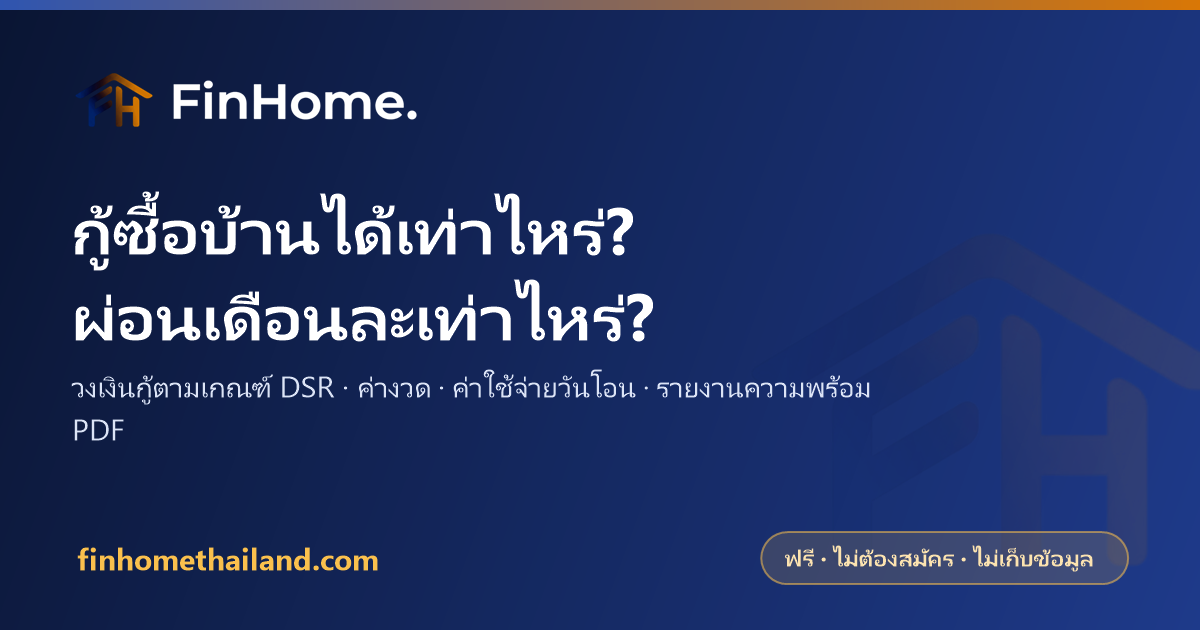 FinHome.
กู้ซื้อบ้านได้เท่าไหร่?
ผ่อนเดือนละเท่าไหร่?
วงเงินกู้ตามเกณฑ์ DSR · ค่างวด · ค่าใช้จ่ายวันโอน · รายงานความพร้อม
PDF
finhomethailand.com
ฟรี · ไม่ต้องสมัคร · ไม่เก็บข้อมูล